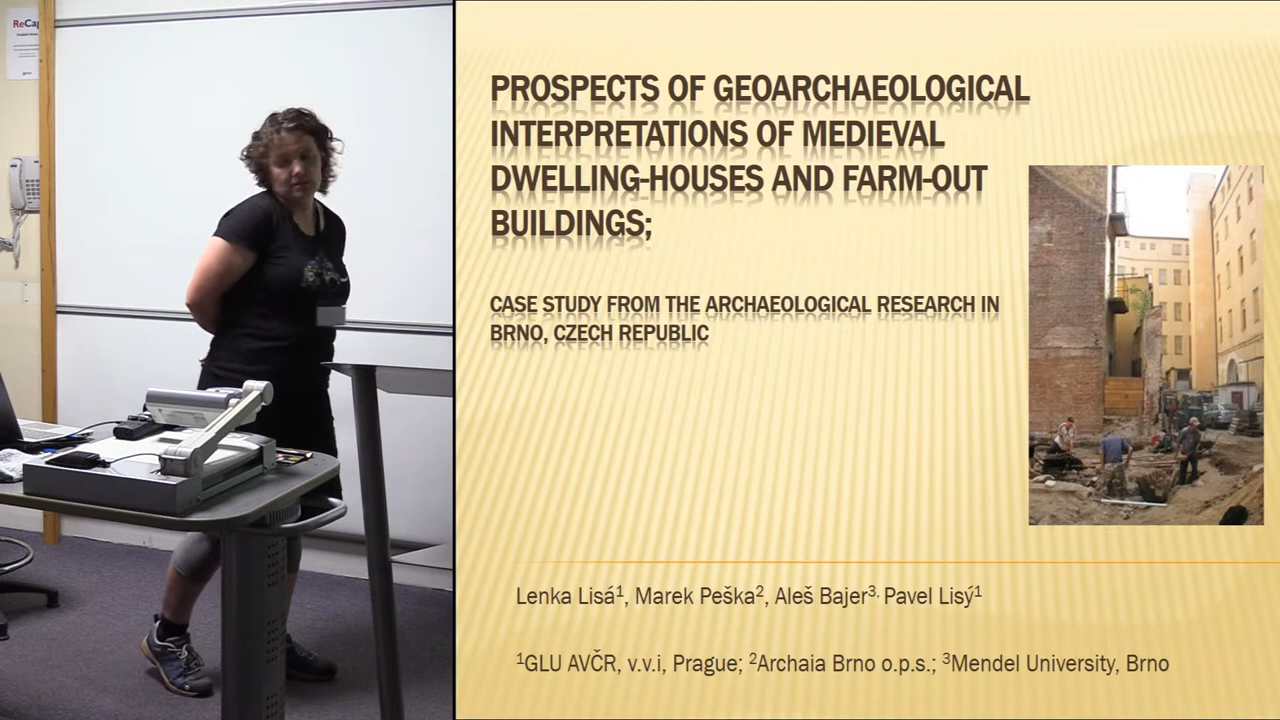 ReCap
PROSPECTS OF GEOARCHAEOLOGICAL
INTERPRETATIONS OF MEDIEVAL
DWELLING-HOUSES AND FARM-OUT
BUILDINGS;
CASE STUDY FROM THE ARCHAEOLOGICAL RESEARCH IN
BRNO, CZECH REPUBLIC
Lenka Lisá¹, Marek Peška², Aleš Bajer³· Pavel Lisý¹
¹GLU AVČR, v.v.i, Prague; ²Archaia Brno o.p.s.; ³Mendel University, Brno